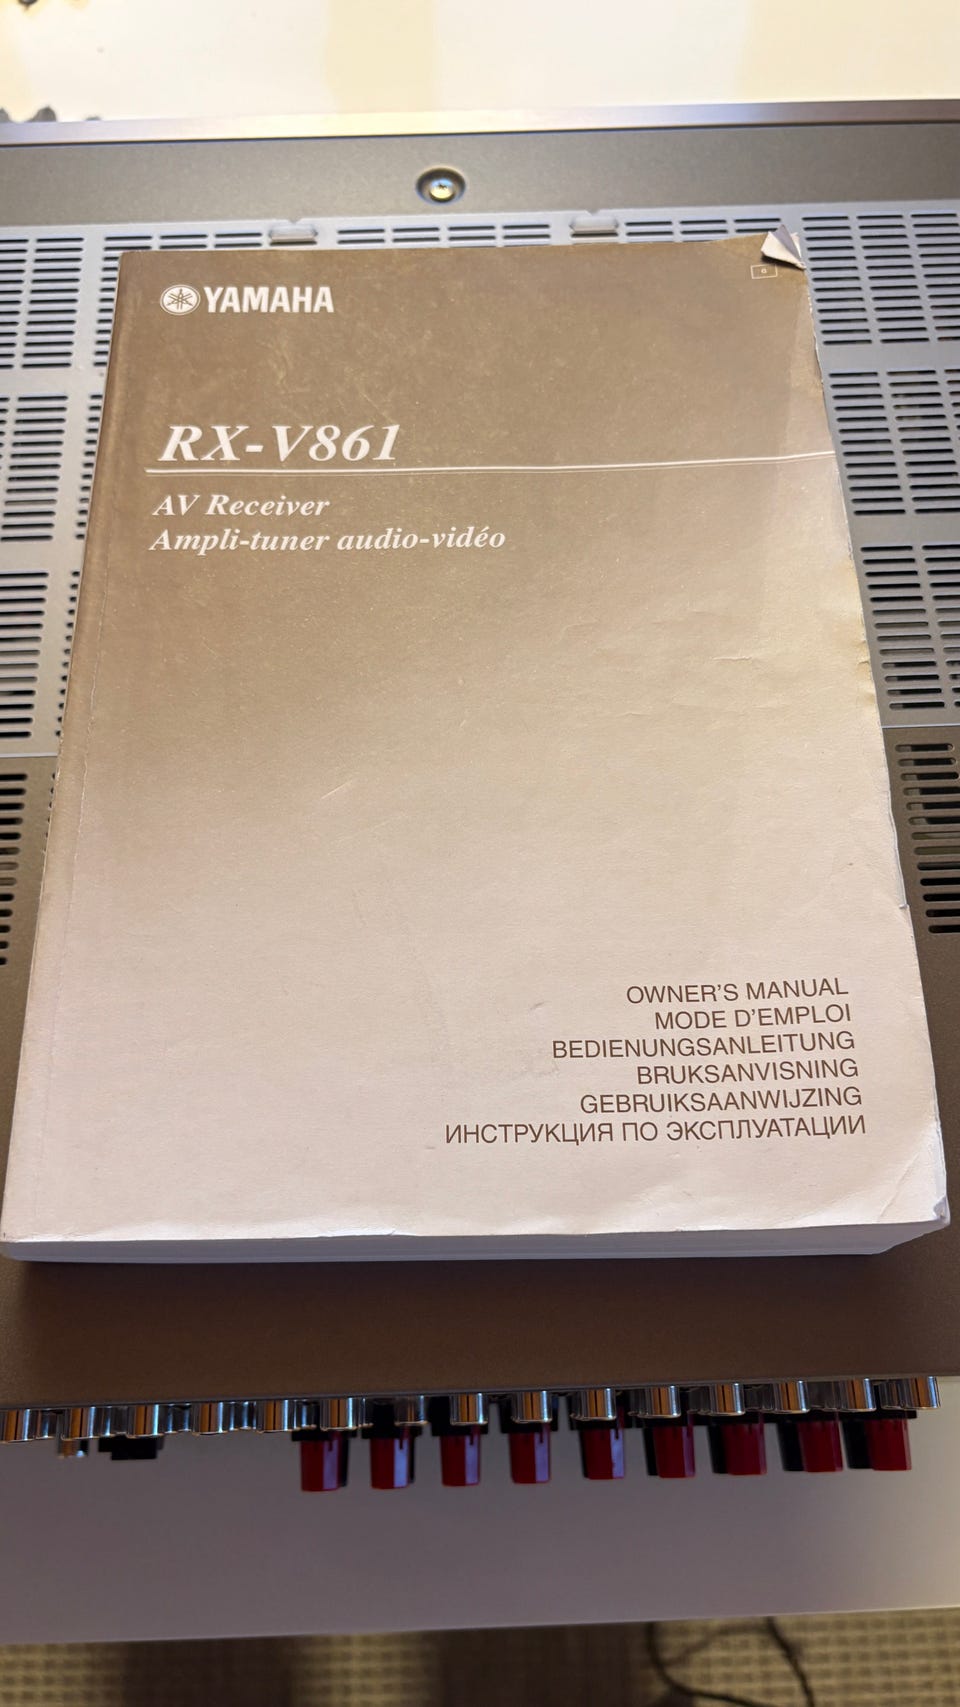 YAMAHA
G
RX-V861
AV Receiver
Ampli-tuner audio-vidéo
OWNER'S MANUAL
MODE D'EMPLOI
BEDIENUNGSANLEITUNG
BRUKSANVISNING
GEBRUIKSAANWIJZING
ИНСТРУКЦИЯ ПО ЭКСПЛУАТАЦИИ